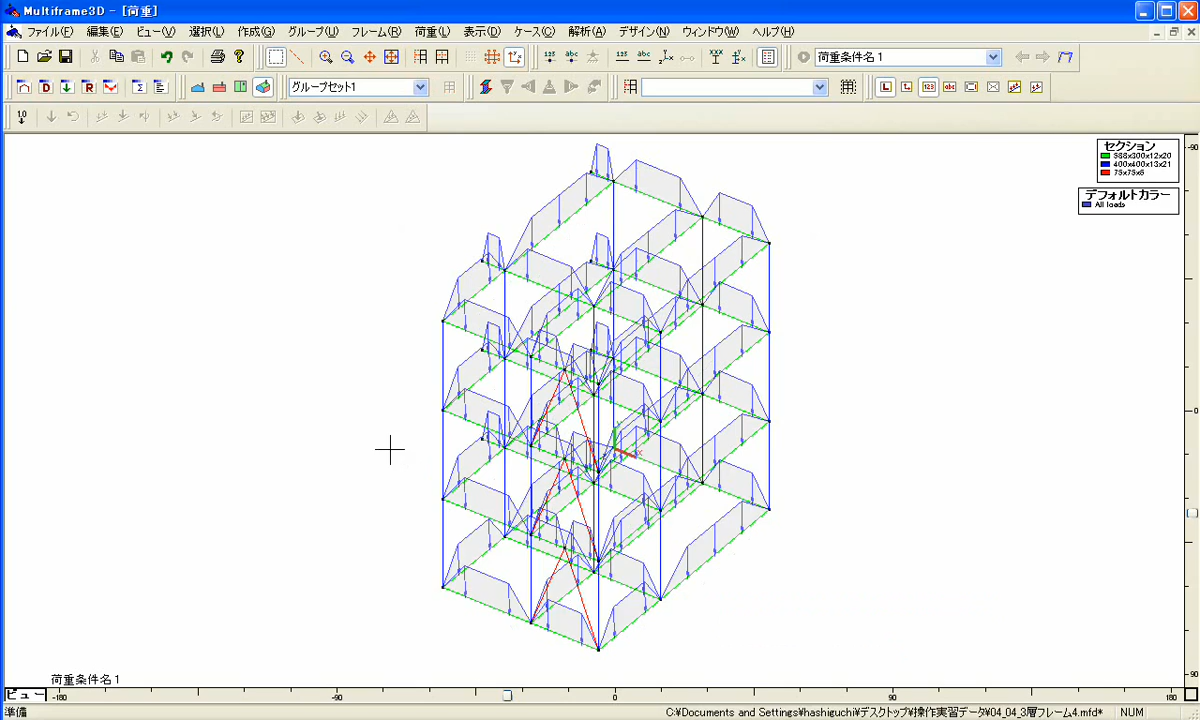 Multiframe3D - [荷重]
ファイル(F) 編集(E) ビュー(V) 選択(L) 作成(G) グループ(U) フレーム(R) 荷重(L) 表示(D) ケース(C) 解析(A) デザイン(N) ウィンドウ(W) ヘルプ(H)
荷重条件名1
グループセット1
セクション
588x300x12x20
400x400x13x21
75x75x6
デフォルトカラー
All loads
-90
0
90
荷重条件名1
ビュー
-180
-90
0
90
180
準備
C:¥Documents and Settings¥hashiguchi¥デスクトップ¥操作実習データ¥04_04_3層フレーム4.mfd*
NUM